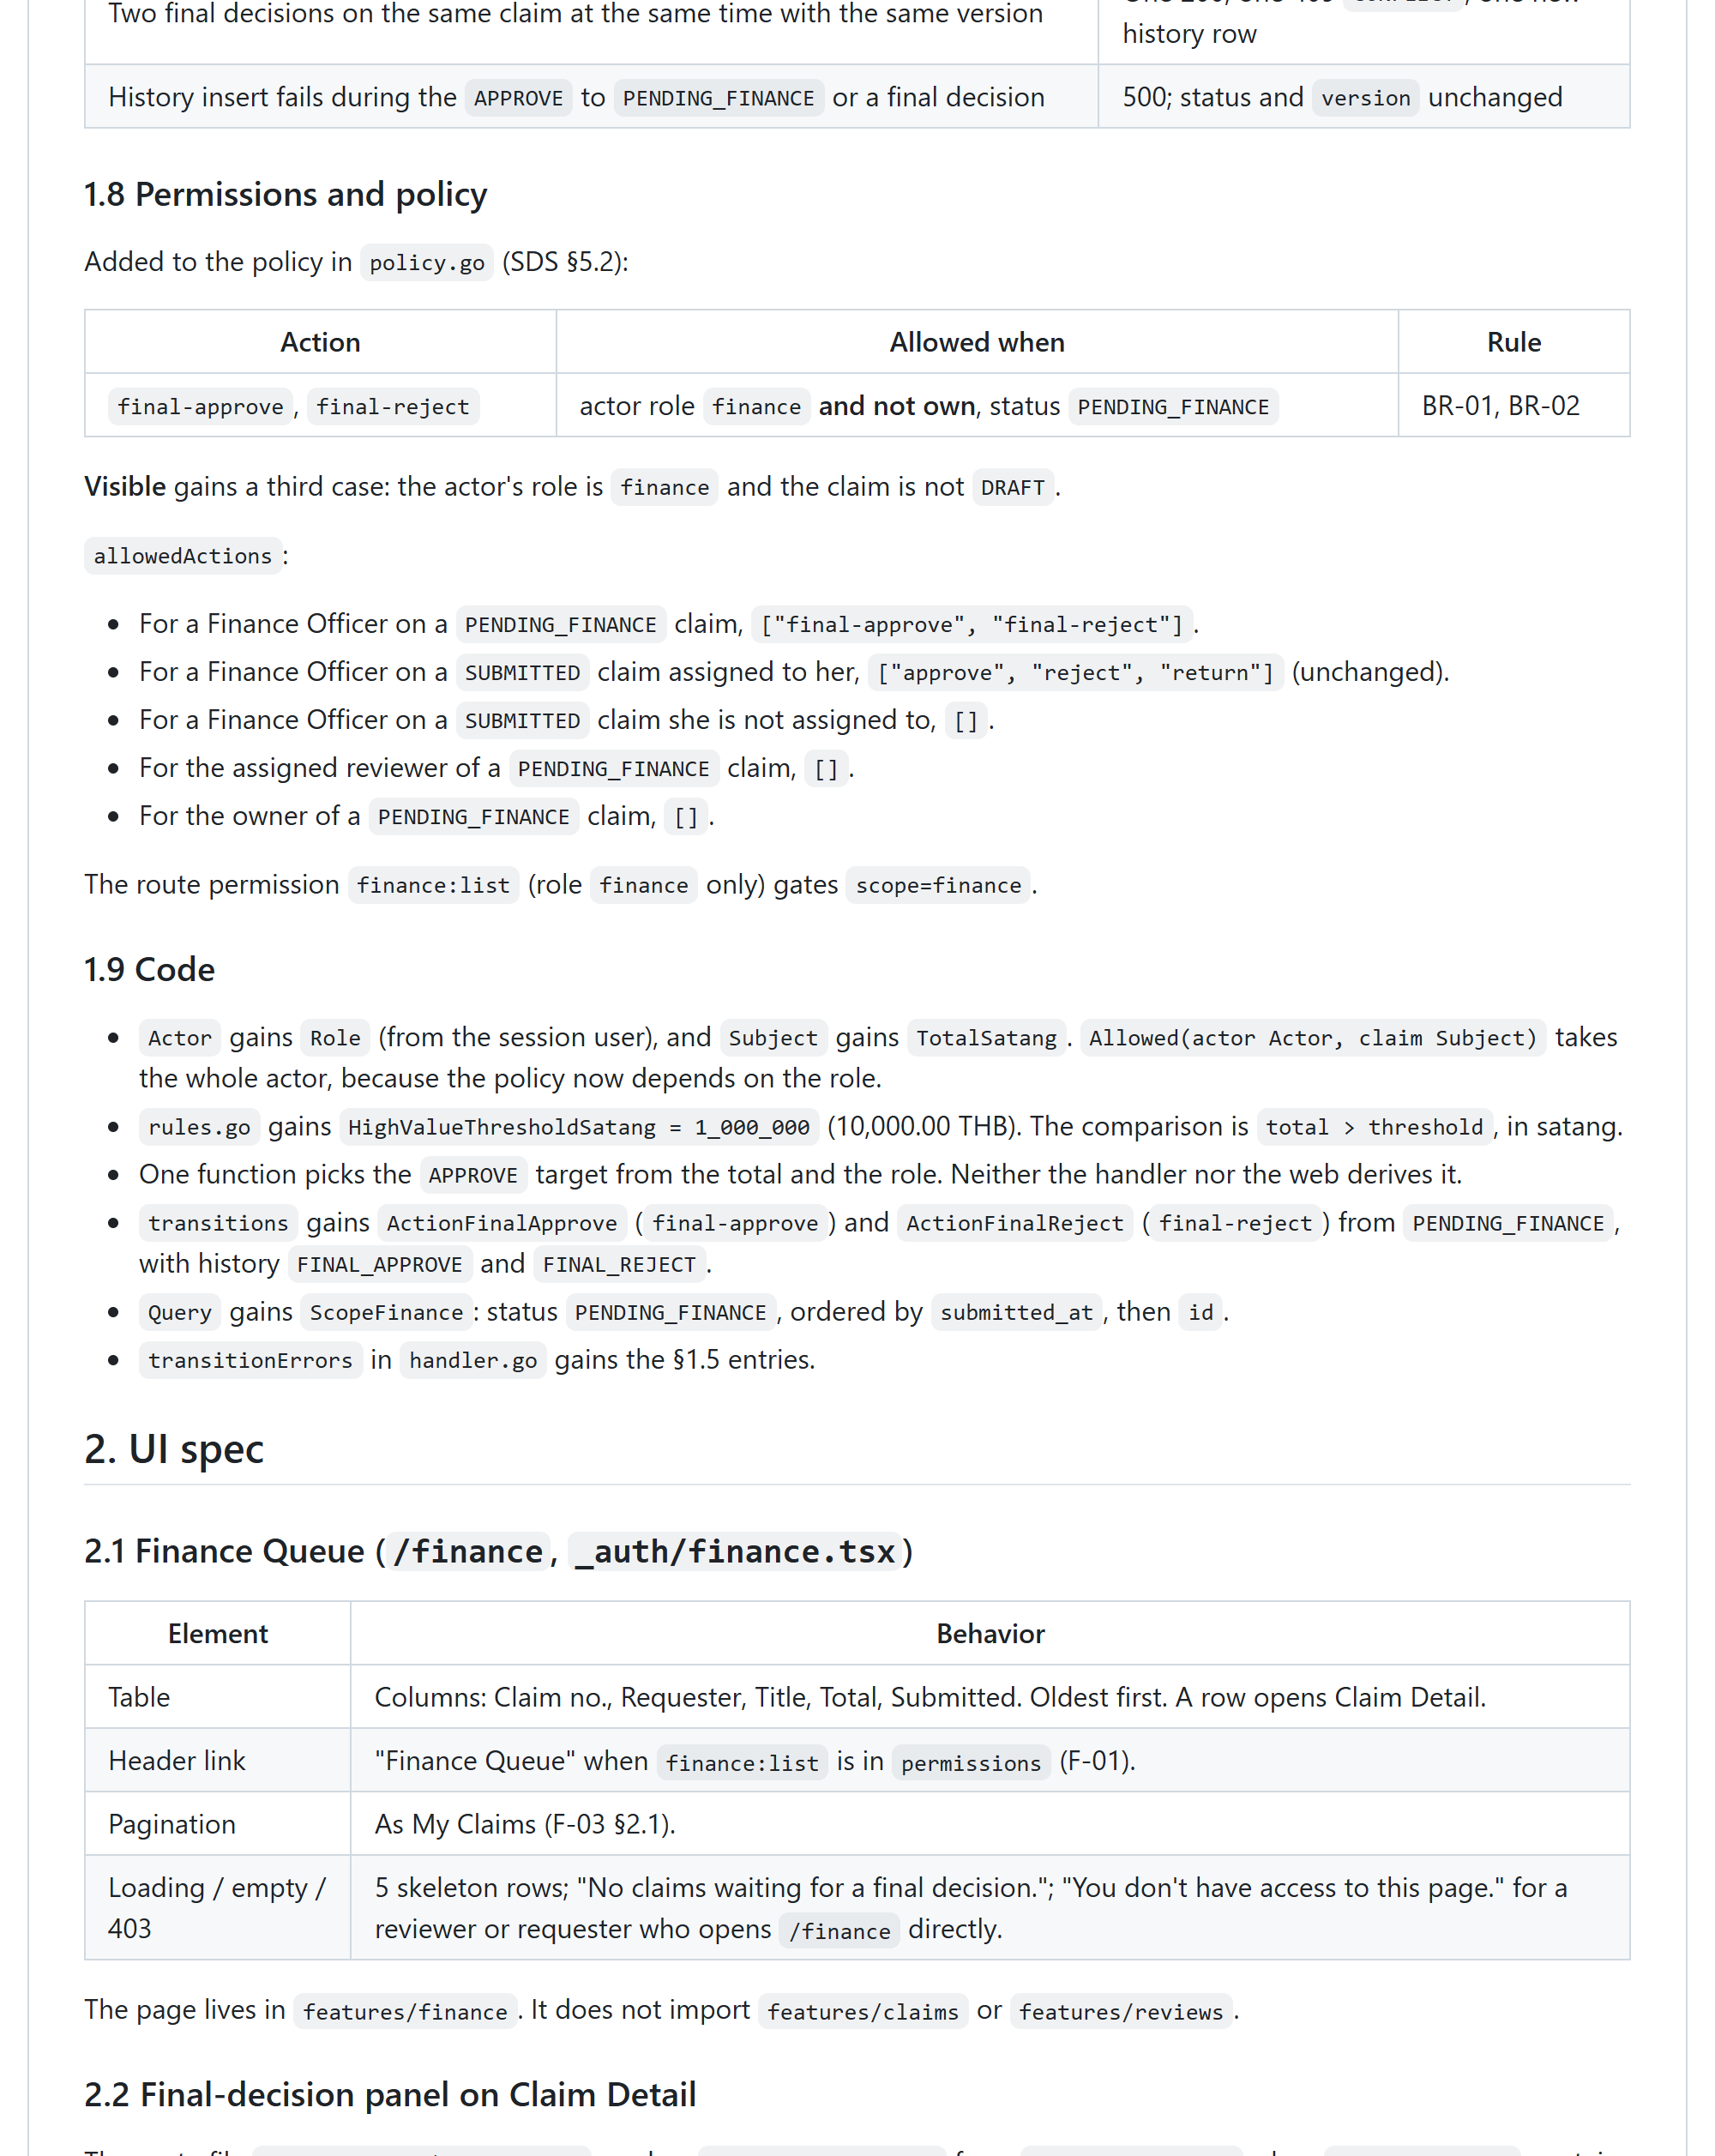 Two final decisions on the same claim at the same time with the same version
history row
History insert fails during the APPROVE to PENDING_FINANCE or a final decision
500; status and version unchanged
1.8 Permissions and policy
Added to the policy in policy.go (SDS §5.2):
Action Allowed when Rule
final-approve, final-reject actor role finance and not own, status PENDING_FINANCE BR-01, BR-02
Visible gains a third case: the actor's role is finance and the claim is not DRAFT.
allowedActions:
• For a Finance Officer on a PENDING_FINANCE claim, ["final-approve", "final-reject"].
• For a Finance Officer on a SUBMITTED claim assigned to her, ["approve", "reject", "return"] (unchanged).
• For a Finance Officer on a SUBMITTED claim she is not assigned to, [].
• For the assigned reviewer of a PENDING_FINANCE claim, [].
• For the owner of a PENDING_FINANCE claim, [].
The route permission finance:list (role finance only) gates scope=finance.
1.9 Code
• Actor gains Role (from the session user), and Subject gains TotalSatang. Allowed(actor Actor, claim Subject) takes
the whole actor, because the policy now depends on the role.
• rules.go gains HighValueThresholdSatang = 1_000_000 (10,000.00 THB). The comparison is total > threshold, in satang.
• One function picks the APPROVE target from the total and the role. Neither the handler nor the web derives it.
• transitions gains ActionFinalApprove (final-approve) and ActionFinalReject (final-reject) from PENDING_FINANCE,
with history FINAL_APPROVE and FINAL_REJECT.
• Query gains ScopeFinance: status PENDING_FINANCE, ordered by submitted_at, then id.
• transitionErrors in handler.go gains the §1.5 entries.
2. UI spec
2.1 Finance Queue (/finance, _auth/finance.tsx)
Element Behavior
Table Columns: Claim no., Requester, Title, Total, Submitted. Oldest first. A row opens Claim Detail.
Header link "Finance Queue" when finance:list is in permissions (F-01).
Pagination As My Claims (F-03 §2.1).
Loading / empty / 403
5 skeleton rows; "No claims waiting for a final decision."; "You don't have access to this page." for a
reviewer or requester who opens /finance directly.
The page lives in features/finance. It does not import features/claims or features/reviews.
2.2 Final-decision panel on Claim Detail